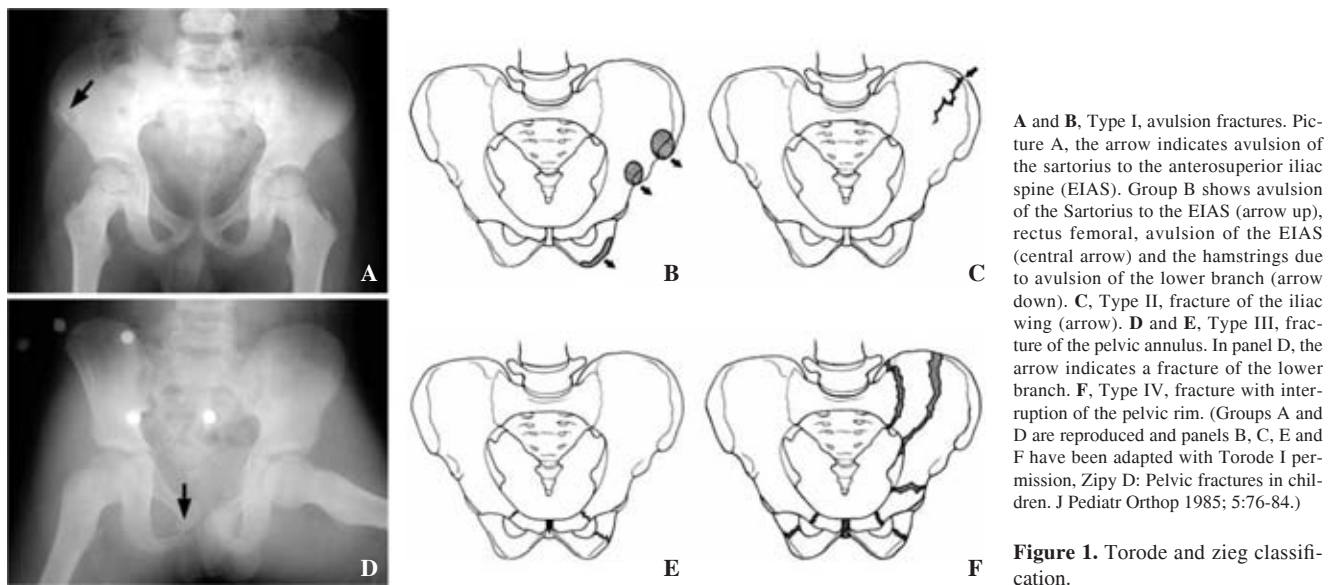 A
B
C
D
E
F
A and B, Type I, avulsion fractures. Pic-
ture A, the arrow indicates avulsion of
the sartorius to the anterosuperior iliac
spine (EIAS). Group B shows avulsion
of the Sartorius to the EIAS (arrow up),
rectus femoral, avulsion of the EIAS
(central arrow) and the hamstrings due
to avulsion of the lower branch (arrow
down). C, Type II, fracture of the iliac
wing (arrow). D and E, Type III, frac-
ture of the pelvic annulus. In panel D, the
arrow indicates a fracture of the lower
branch. F, Type IV, fracture with inter-
ruption of the pelvic rim. (Groups A and
D are reproduced and panels B, C, E and
F have been adapted with Torode I per-
mission, Zipy D: Pelvic fractures in chil-
dren. J Pediatr Orthop 1985; 5:76-84.)
Figure 1. Torode and zieg classifi-
cation.